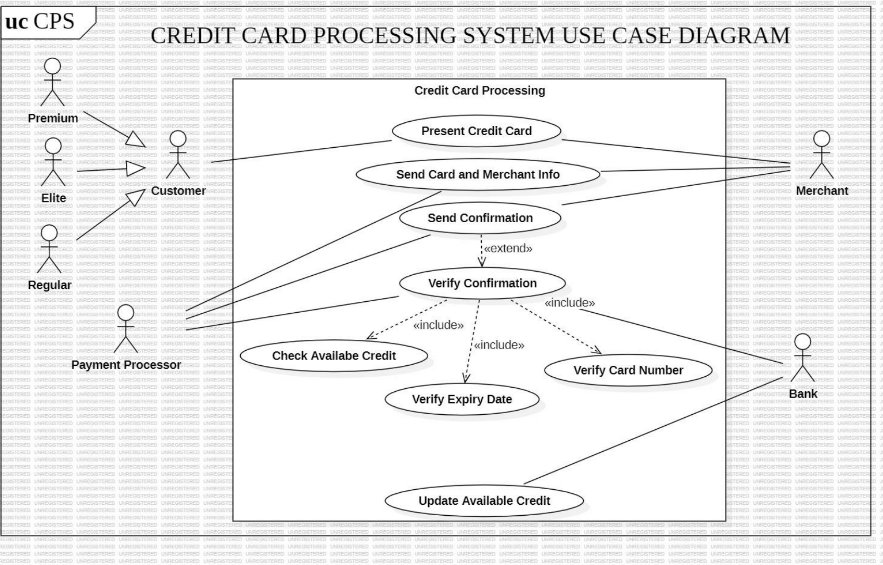 uc CPS
CREDIT CARD PROCESSING SYSTEM USE CASE DIAGRAM
Credit Card Processing
Premium
Present Credit Card
Customer
Merchant
Elite
Send Card and Merchant Info
Send Confirmation
«extend»
Regular
Verify Confirmation
«include»
«include»
«include»
Payment Processor
Check Availabe Credit
Verify Card Number
Bank
Verify Expiry Date
Update Available Credit
UNREGISTERED